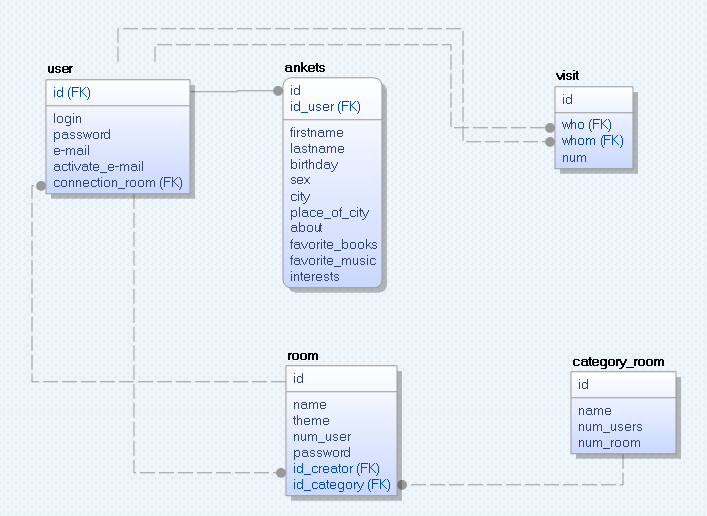 user
id (FK)
login
password
e-mail
activate_e-mail
connection_room (FK)
ankets
id
id_user (FK)
firstname
lastname
birthday
sex
city
place_of_city
about
favorite_books
favorite_music
interests
visit
id
who (FK)
whom (FK)
num
room
id
name
theme
num_user
password
id_creator (FK)
id_category (FK)
category_room
id
name
num_users
num_room